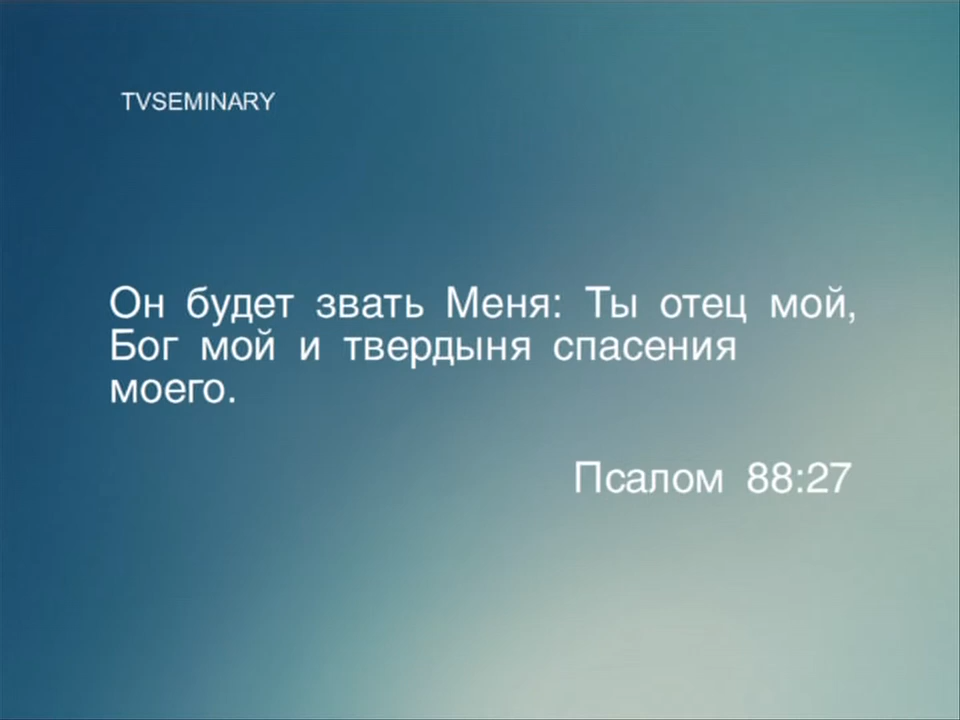 TVSEMINARY
Он будет звать Меня: Ты отец мой,
Бог мой и твердыня спасения
моего.
Псалом 88:27